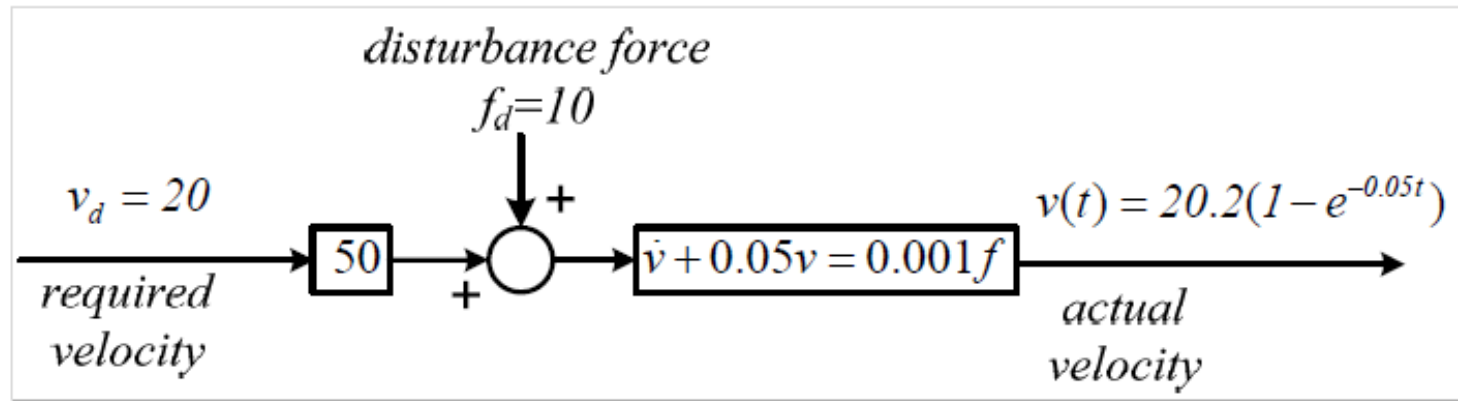 disturbance force
f_d=10
v_d = 20
v(t) = 20.2(1−e^{−0.05t})
+
50
v̇ + 0.05v = 0.001f
+
required
velocity
actual
velocity